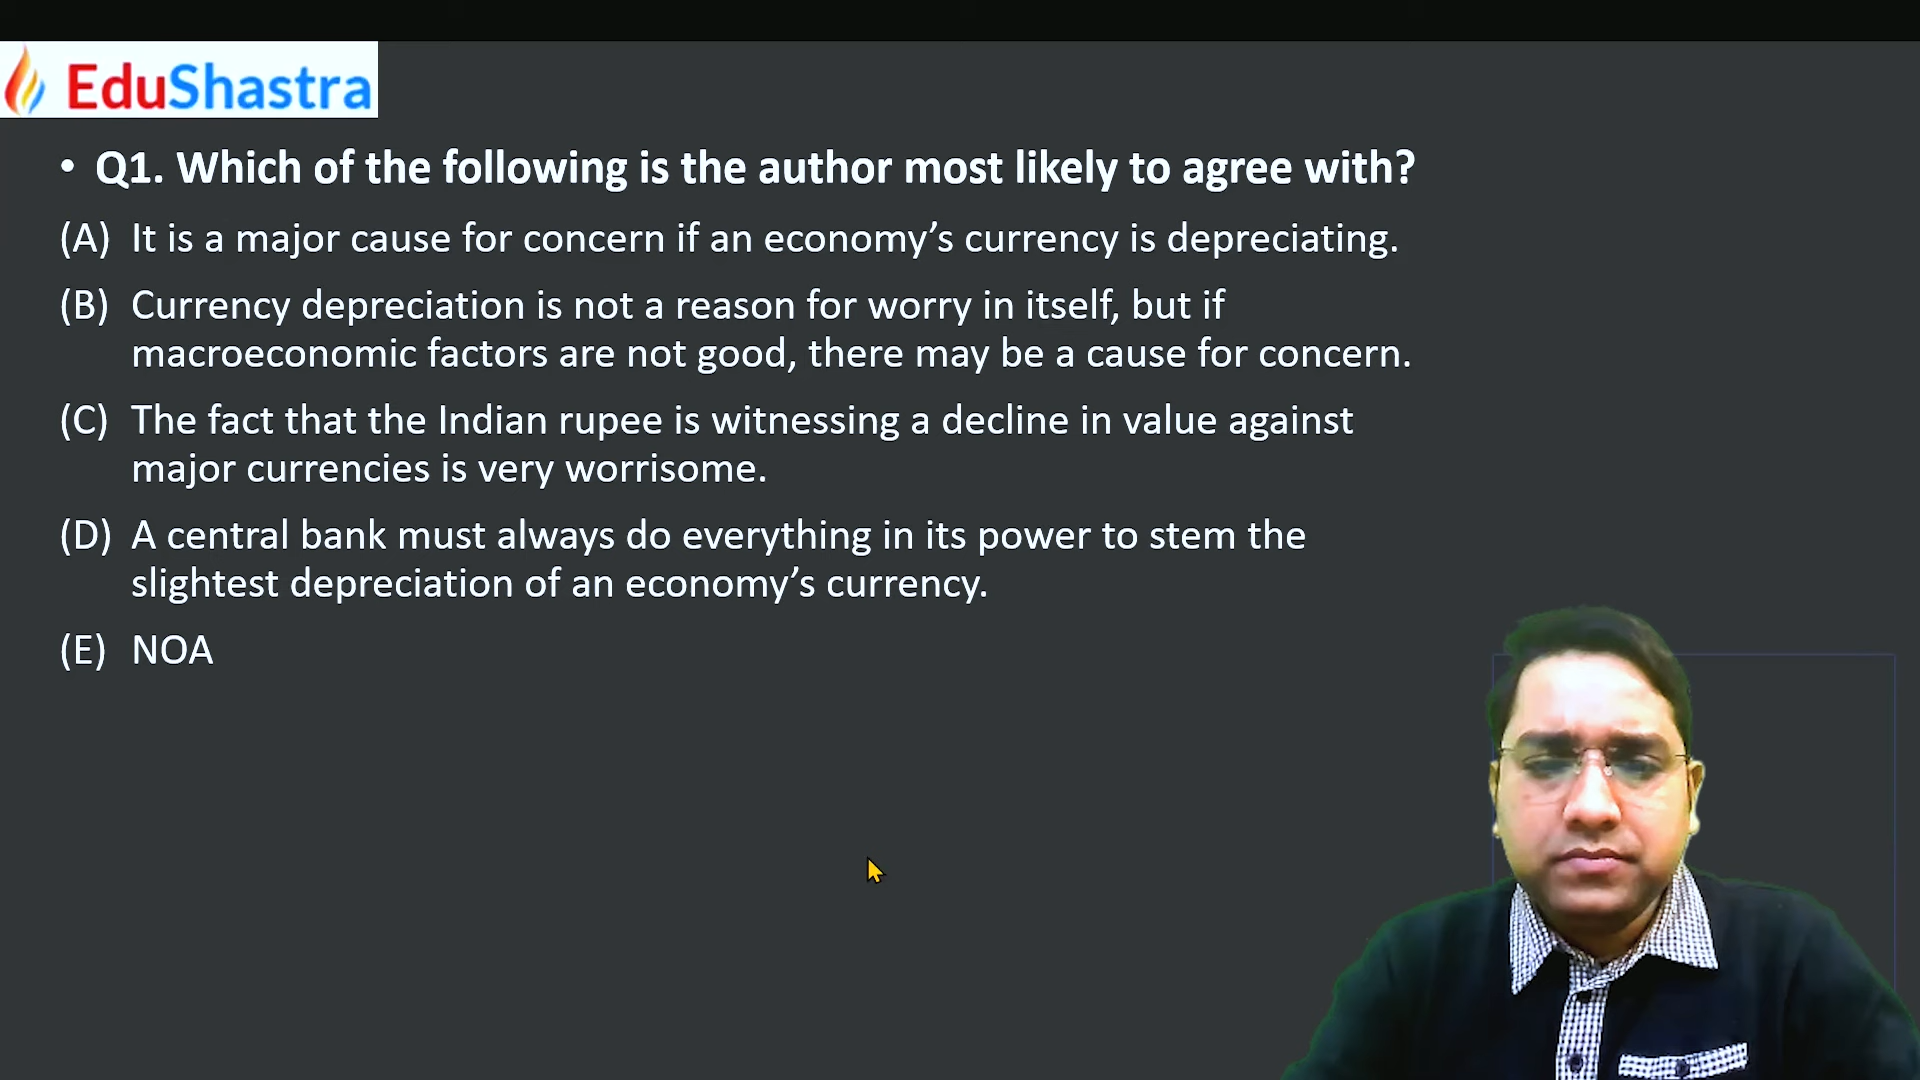 EduShastra
• Q1. Which of the following is the author most likely to agree with?
(A) It is a major cause for concern if an economy’s currency is depreciating.
(B) Currency depreciation is not a reason for worry in itself, but if
macroeconomic factors are not good, there may be a cause for concern.
(C) The fact that the Indian rupee is witnessing a decline in value against
major currencies is very worrisome.
(D) A central bank must always do everything in its power to stem the
slightest depreciation of an economy’s currency.
(E) NOA